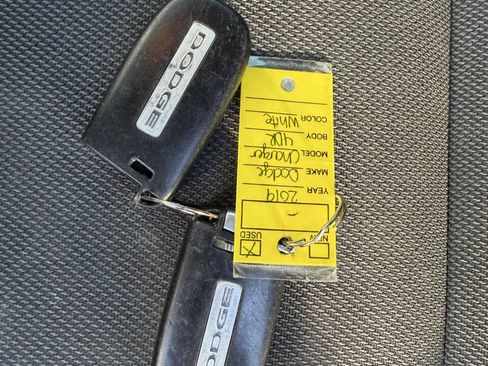 DODGE
DODGE
NEW
USED
YEAR 2019
MAKE Dodge
MODEL Charger
BODY 4DR
COLOR White